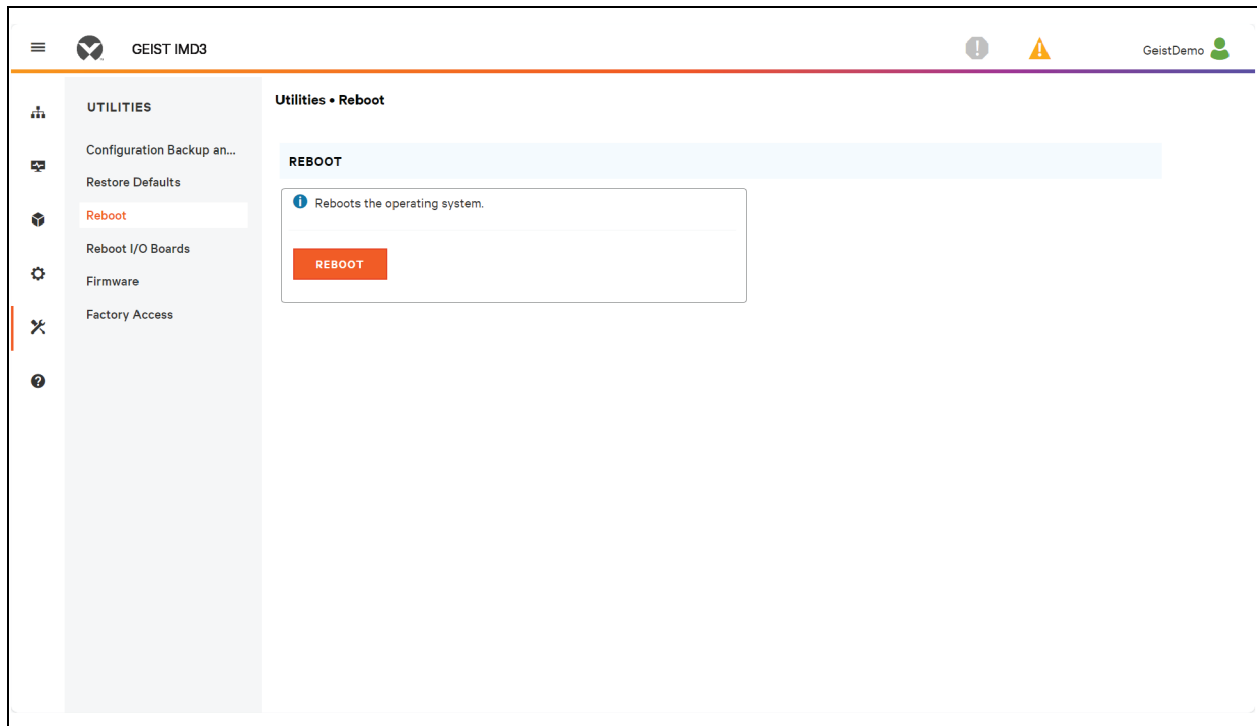 GEIST IMD3
GeistDemo
UTILITIES
Configuration Backup an...
Restore Defaults
Reboot
Reboot I/O Boards
Firmware
Factory Access
Utilities • Reboot
REBOOT
Reboots the operating system.
REBOOT